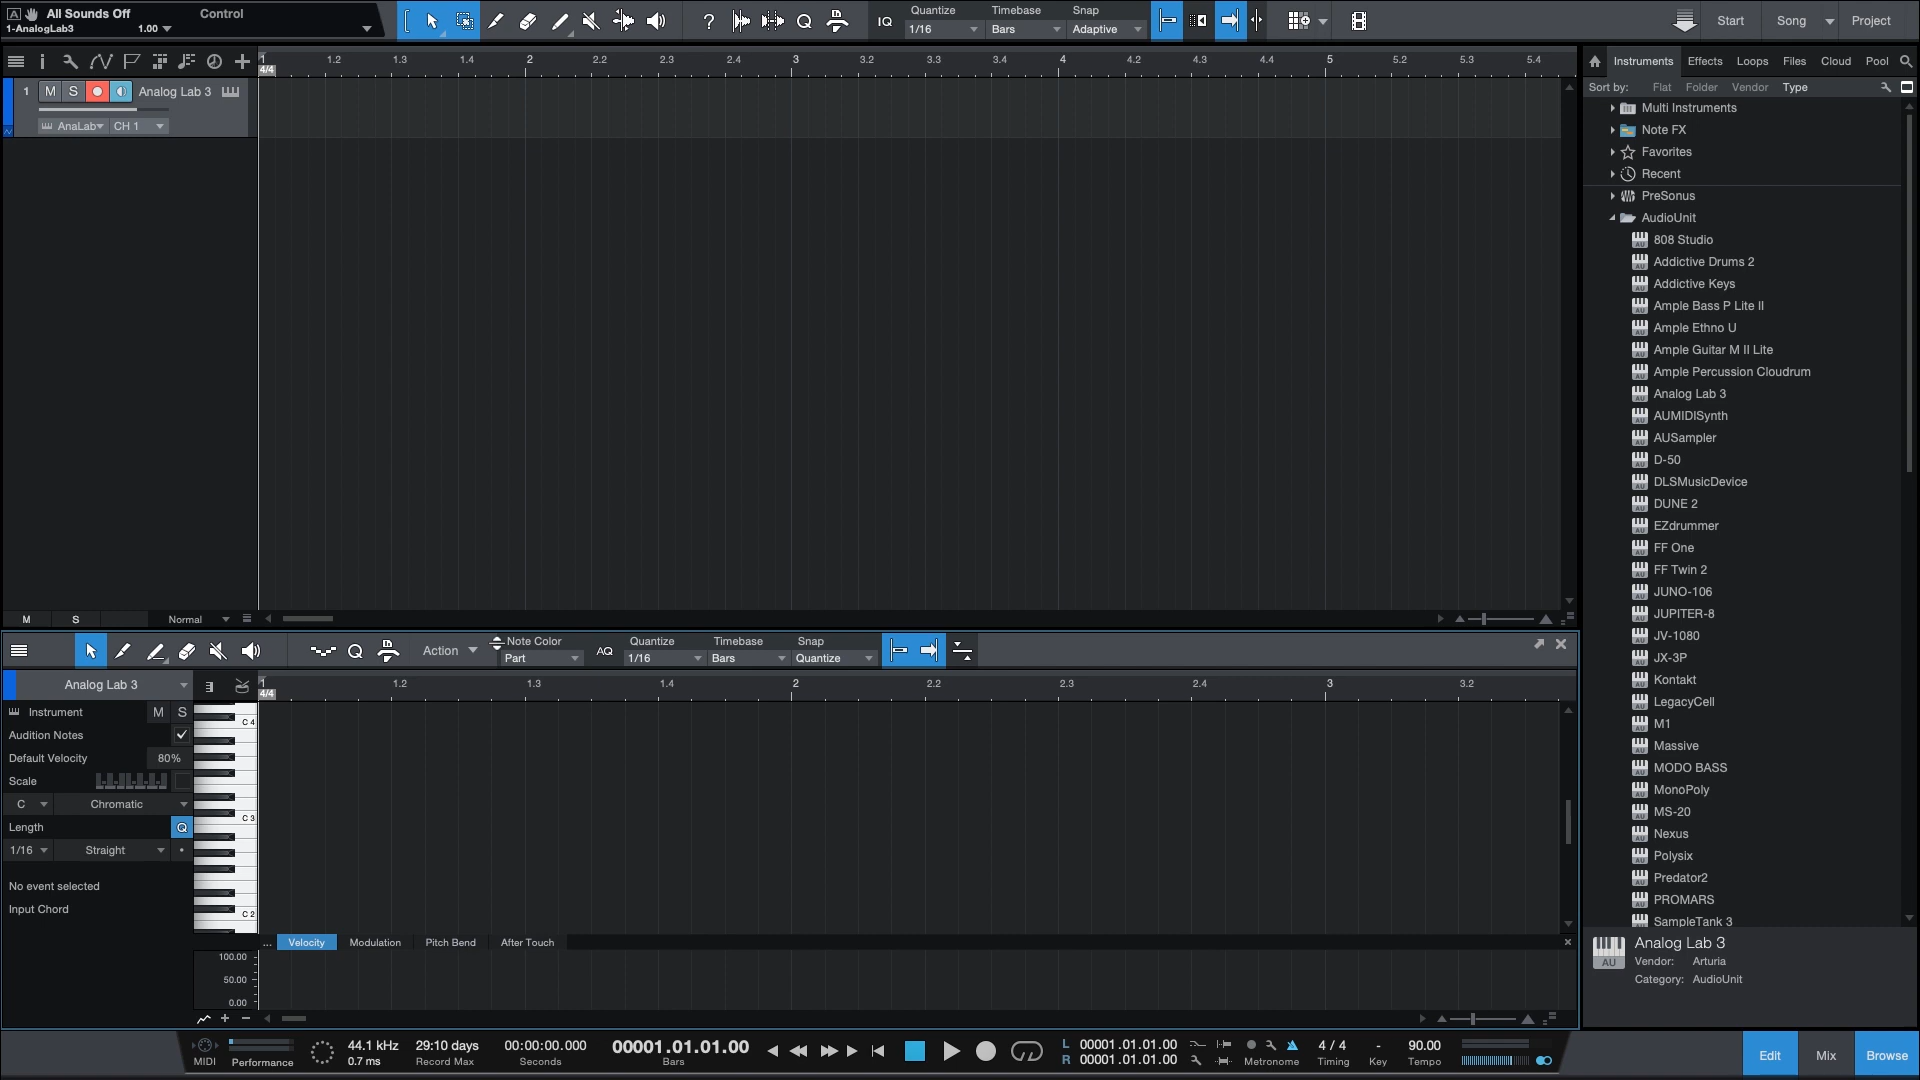 All Sounds Off Control
1-AnalogLab3 1.00
IQ Quantize 1/16 Timebase Bars Snap Adaptive
Start Song Project
1 1.2 1.3 1.4 2 2.2 2.3 2.4 3 3.2 3.3 3.4 4 4.2 4.3 4.4 5 5.2 5.3 5.4
4/4
1 M S Analog Lab 3
AnaLab CH 1
M S Normal
Instruments Effects Loops Files Cloud Pool
Sort by: Flat Folder Vendor Type
Multi Instruments
Note FX
Favorites
Recent
PreSonus
AudioUnit
808 Studio
Addictive Drums 2
Addictive Keys
Ample Bass P Lite II
Ample Ethno U
Ample Guitar M II Lite
Ample Percussion Cloudrum
Analog Lab 3
AUMIDISynth
AUSampler
D-50
DLSMusicDevice
DUNE 2
EZdrummer
FF One
FF Twin 2
JUNO-106
JUPITER-8
JV-1080
JX-3P
Kontakt
LegacyCell
M1
Massive
MODO BASS
MonoPoly
MS-20
Nexus
Polysix
Predator2
PROMARS
SampleTank 3
Analog Lab 3
Vendor: Arturia
Category: AudioUnit
AU
Action Note Color Part AQ Quantize 1/16 Timebase Bars Snap Quantize
Analog Lab 3
1 1.2 1.3 1.4 2 2.2 2.3 2.4 3 3.2
4/4
Instrument M S
Audition Notes
Default Velocity 80%
Scale
C Chromatic
Length Q
1/16 Straight
No event selected
Input Chord
C 4
C 3
C 2
... Velocity Modulation Pitch Bend After Touch
100.00
50.00
0.00
MIDI Performance
44.1 kHz
0.7 ms
29:10 days
Record Max
00:00:00.000
Seconds
00001.01.01.00
Bars
L 00001.01.01.00
R 00001.01.01.00
Metronome
4 / 4
Timing
-
Key
90.00
Tempo
Edit Mix Browse